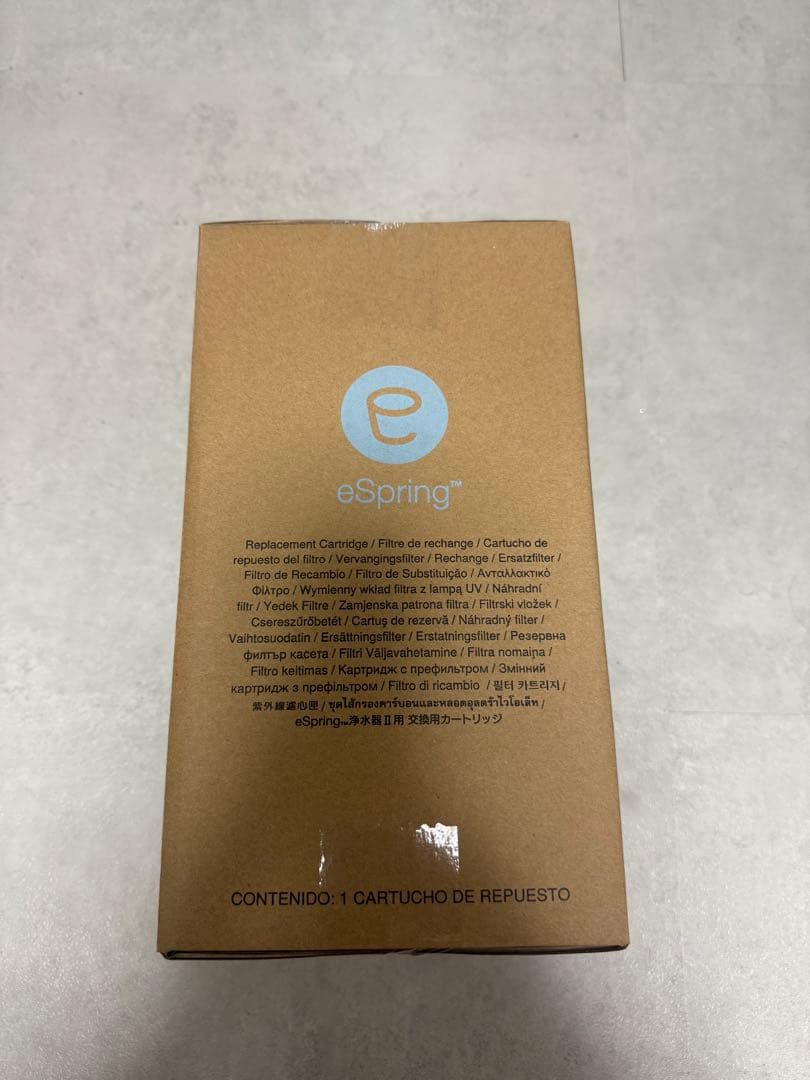 eSpring™
Replacement Cartridge / Filtre de rechange / Cartucho de
repuesto del filtro / Vervangingsfilter / Rechange / Ersatzfilter /
Filtro de Recambio / Filtro de Substituição / Ανταλλακτικό
Φίλτρο / Wymienny wkład filtra z lampą UV / Náhradní
filtr / Yedek Filtre / Zamjenska patrona filtra / Filtrski vložek /
Csereszűrőbetét / Cartuş de rezervă / Náhradný filter /
Vaihtosuodatin / Ersättningsfilter / Erstatningsfilter / Резервна
филтър касета / Filtri Väljavahetamine / Filtra nomaiņa /
Filtro keitimas / Картридж с префильтром / Змінний
картридж з префільтром / Filtro di ricambio / 필터 카트리지 /
紫外線濾心匣 / ชุดไส้กรองคาร์บอนและหลอดอุลตร้าไวโอเล็ท /
eSpring™浄水器Ⅱ用 交換用カートリッジ
CONTENIDO: 1 CARTUCHO DE REPUESTO